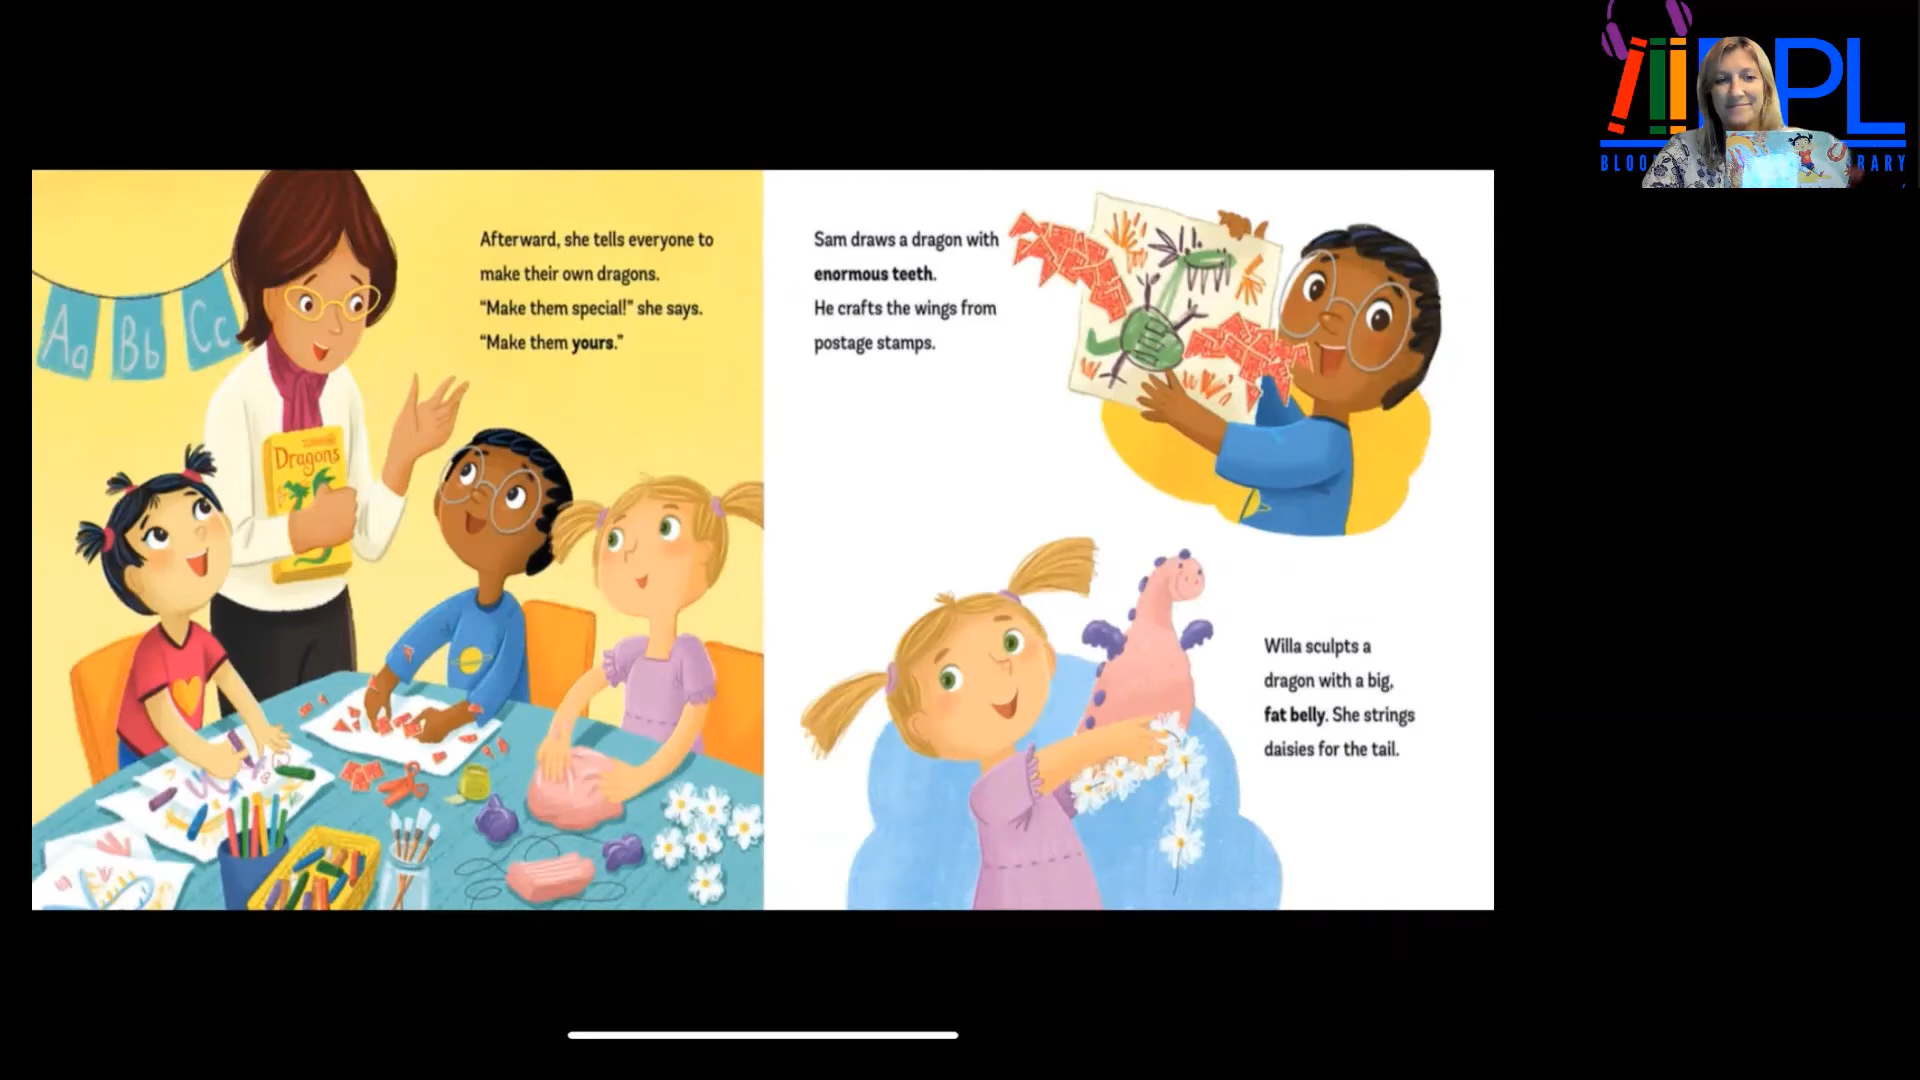 Afterward, she tells everyone to
make their own dragons.
“Make them special!” she says.
“Make them yours.”
Aa Bb Cc
Dragons
Sam draws a dragon with
enormous teeth.
He crafts the wings from
postage stamps.
Willa sculpts a
dragon with a big,
fat belly. She strings
daisies for the tail.
PL